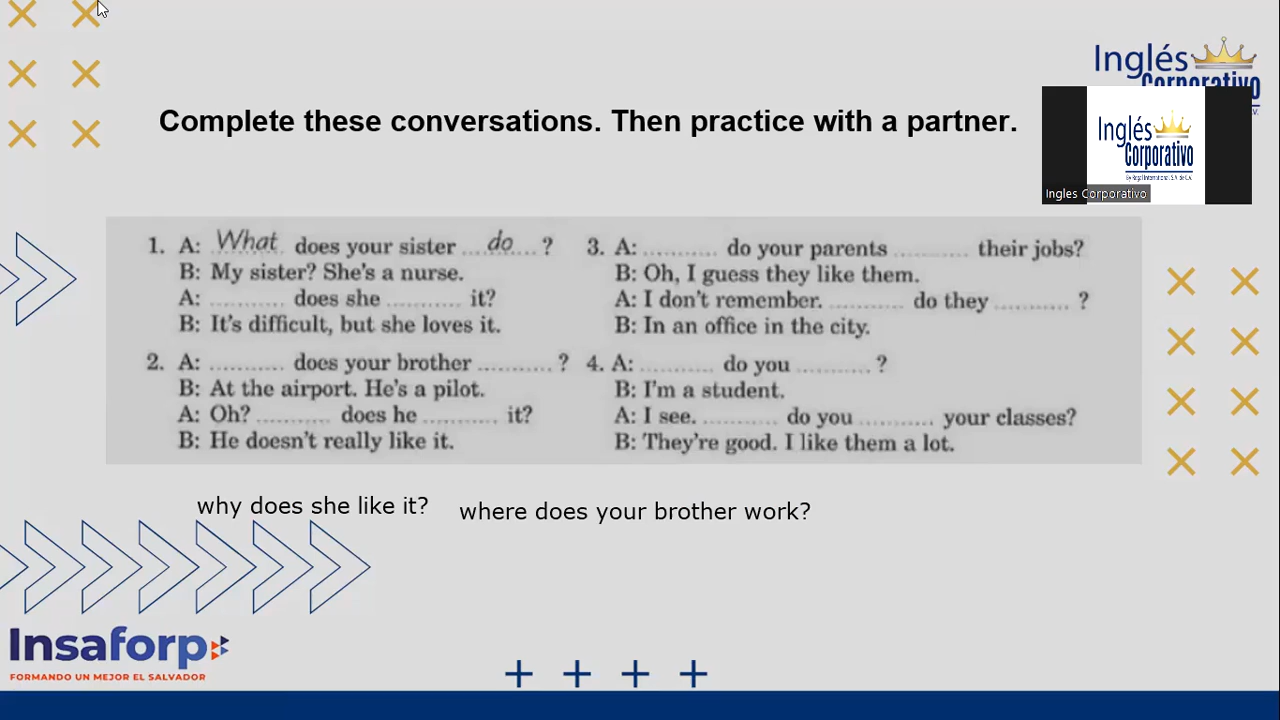 Inglés
Corporativo
Complete these conversations. Then practice with a partner.
Inglés
Corporativo
By Regal International, S.A. de C.V.
Ingles Corporativo
1. A: What does your sister ....do....?
B: My sister? She's a nurse.
A: .......... does she .......... it?
B: It's difficult, but she loves it.
2. A: .......... does your brother ..........?
B: At the airport. He's a pilot.
A: Oh? .......... does he .......... it?
B: He doesn't really like it.
3. A: .......... do your parents .......... their jobs?
B: Oh, I guess they like them.
A: I don't remember. .......... do they ..........?
B: In an office in the city.
4. A: .......... do you ..........?
B: I'm a student.
A: I see. .......... do you .......... your classes?
B: They're good. I like them a lot.
why does she like it?
where does your brother work?
Insaforp
FORMANDO UN MEJOR EL SALVADOR